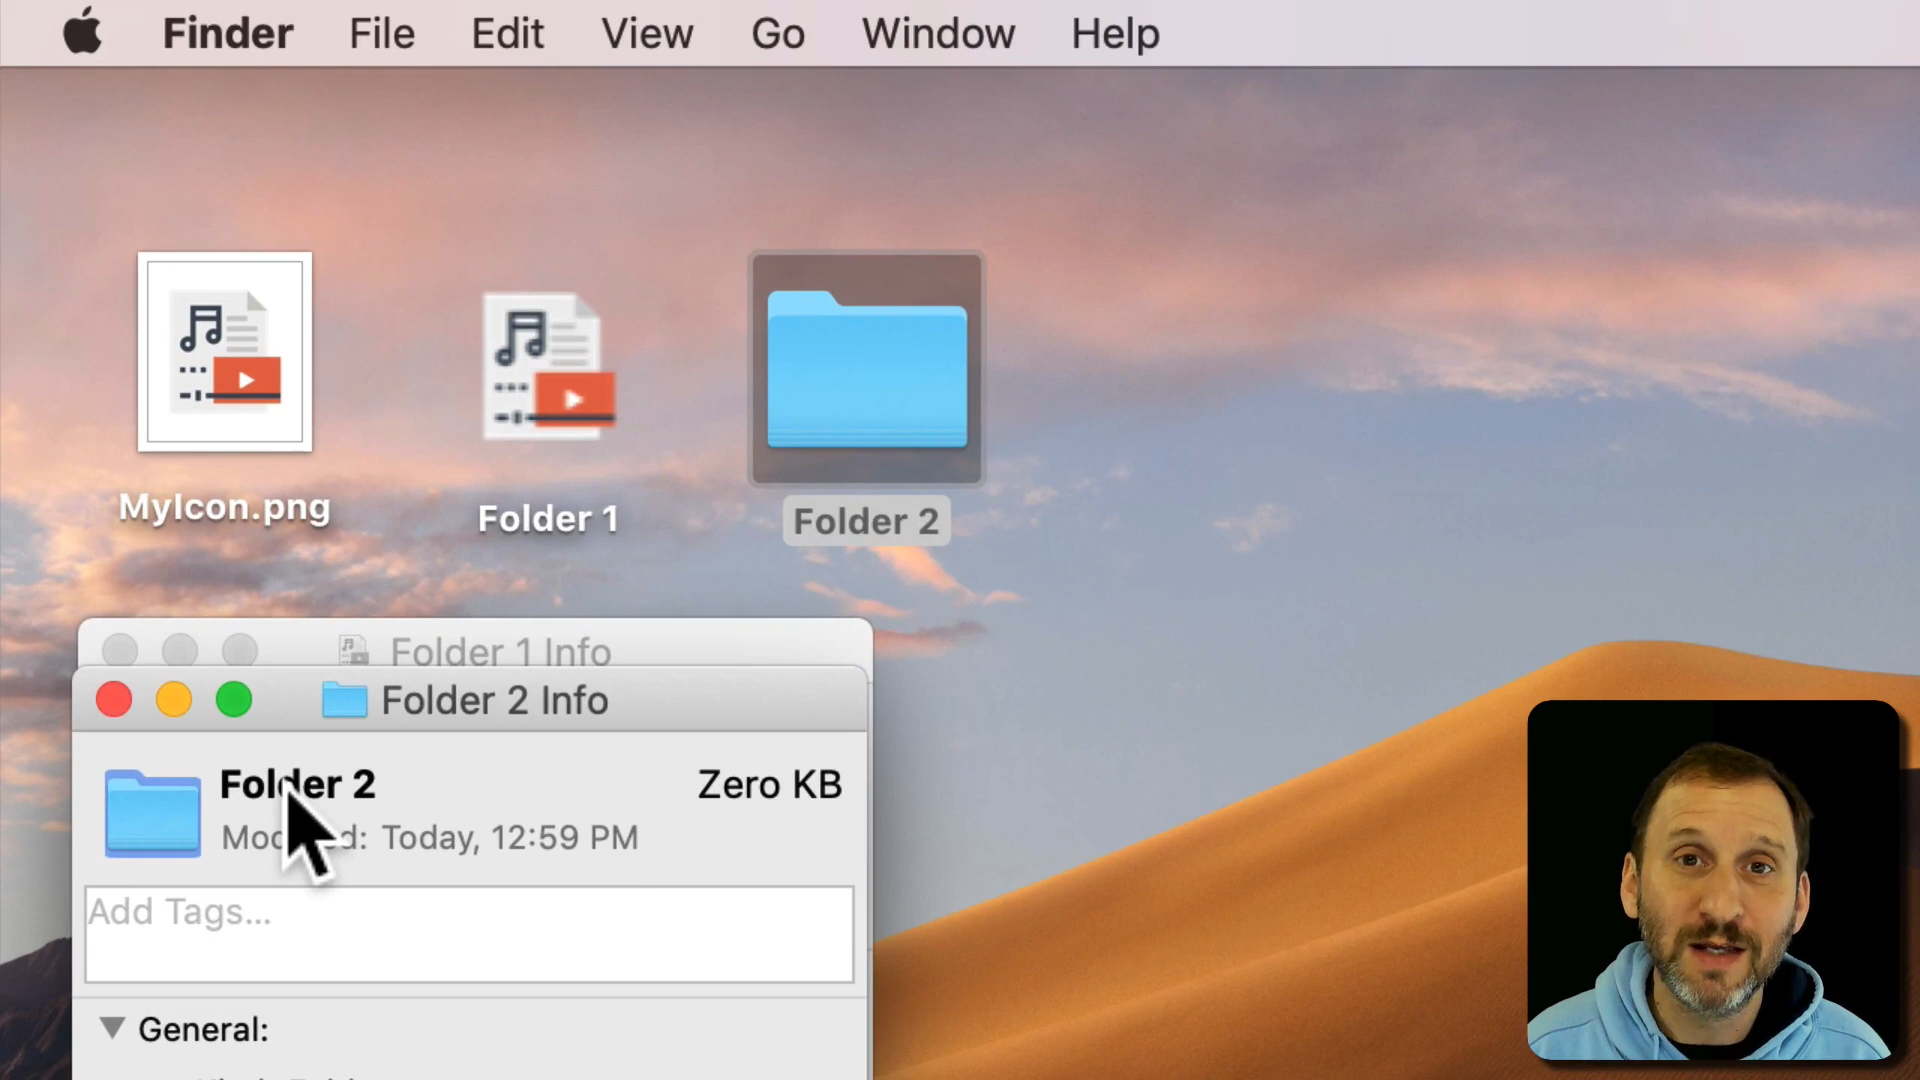 Finder File Edit View Go Window Help
MyIcon.png
Folder 1
Folder 2
Folder 1 Info
Folder 2 Info
Folder 2 Zero KB
Today, 12:59 PM
Add Tags...
General: